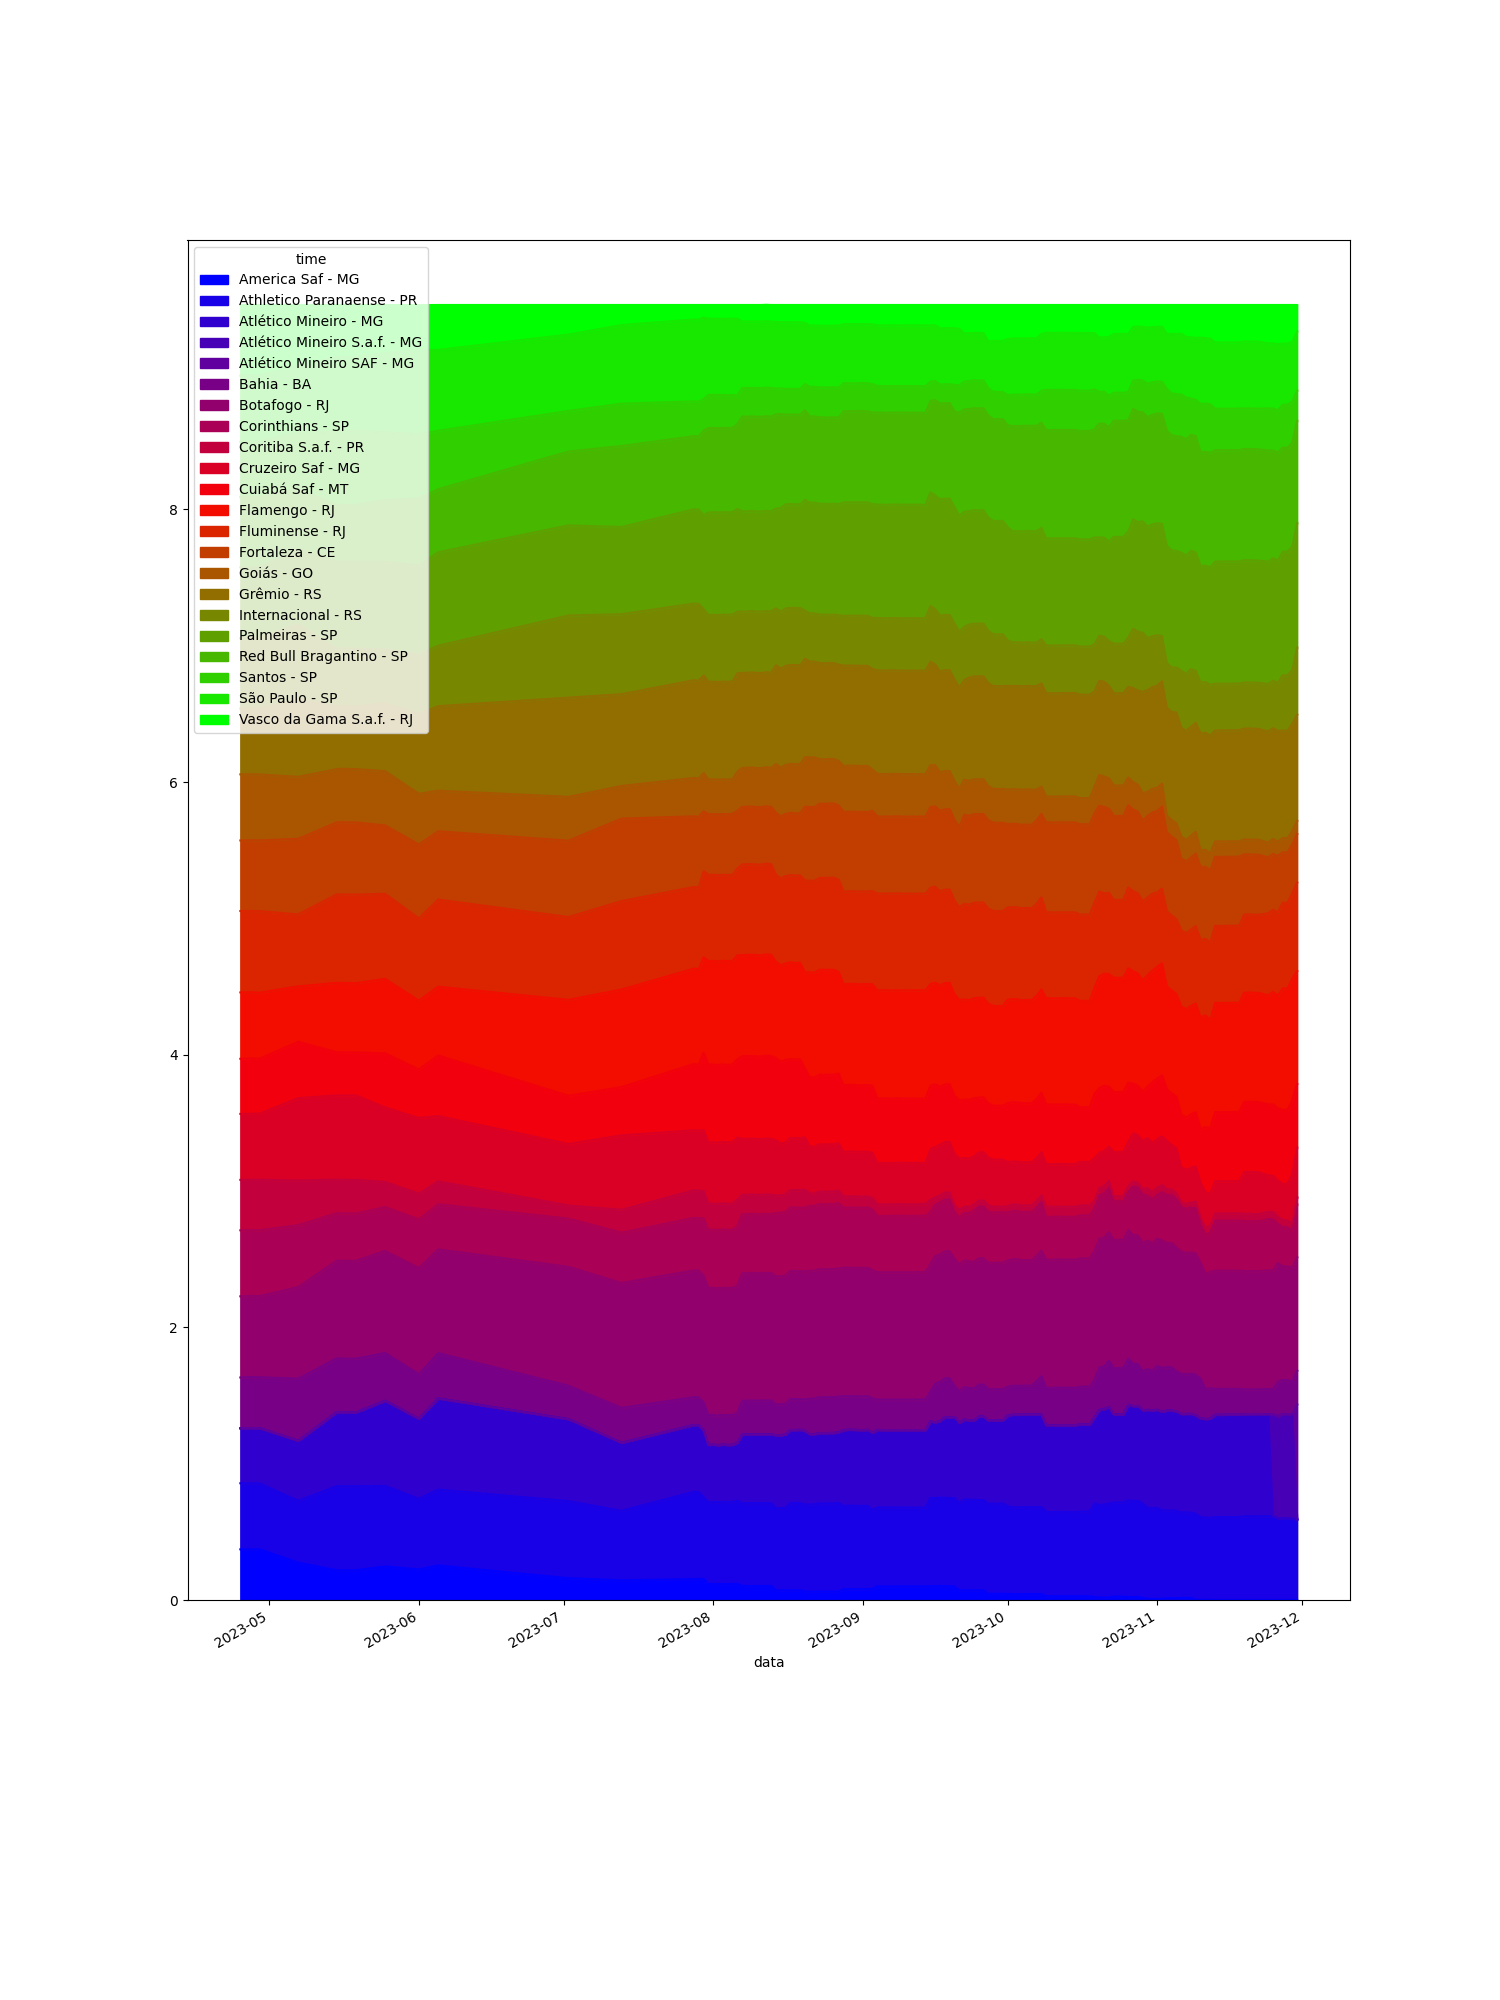 time
America Saf - MG
Athletico Paranaense - PR
Atlético Mineiro - MG
Atlético Mineiro S.a.f. - MG
Atlético Mineiro SAF - MG
Bahia - BA
Botafogo - RJ
Corinthians - SP
Coritiba S.a.f. - PR
Cruzeiro Saf - MG
Cuiabá Saf - MT
Flamengo - RJ
Fluminense - RJ
Fortaleza - CE
Goiás - GO
Grêmio - RS
Internacional - RS
Palmeiras - SP
Red Bull Bragantino - SP
Santos - SP
São Paulo - SP
Vasco da Gama S.a.f. - RJ
8
6
4
2
0
2023-05 2023-06 2023-07 2023-08 2023-09 2023-10 2023-11 2023-12
data